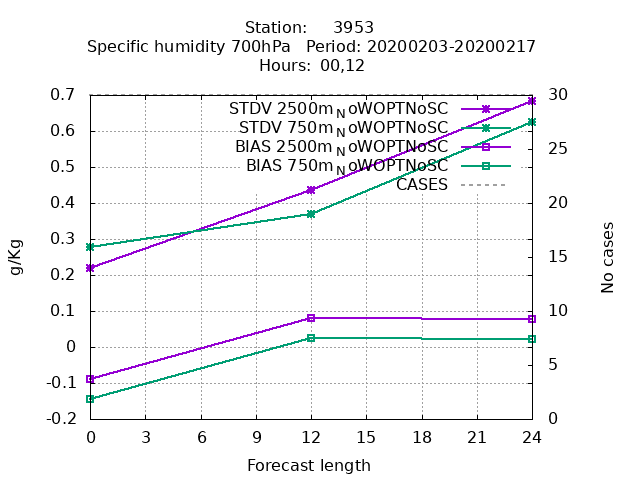 Station: 3953
Specific humidity 700hPa Period: 20200203-20200217
Hours: 00,12
STDV 2500m_NoWOPTNoSC
STDV 750m_NoWOPTNoSC
BIAS 2500m_NoWOPTNoSC
BIAS 750m_NoWOPTNoSC
CASES
0.7
0.6
0.5
0.4
0.3
0.2
0.1
0
-0.1
-0.2
g/Kg
30
25
20
15
10
5
0
No cases
0 3 6 9 12 15 18 21 24
Forecast length